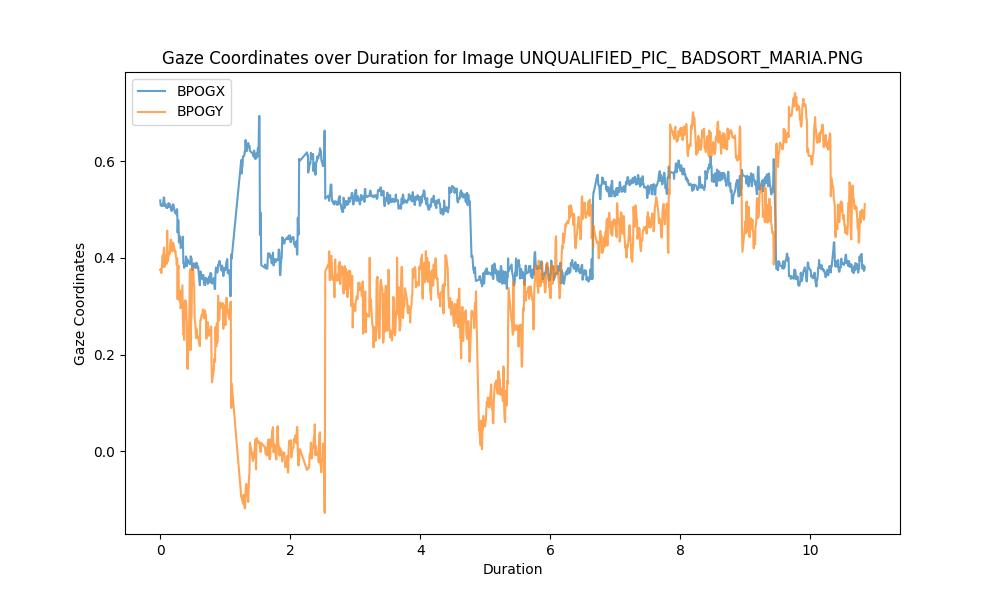 Gaze Coordinates over Duration for Image UNQUALIFIED_PIC_ BADSORT_MARIA.PNG
BPOGX
BPOGY
Gaze Coordinates
0.6
0.4
0.2
0.0
0 2 4 6 8 10
Duration